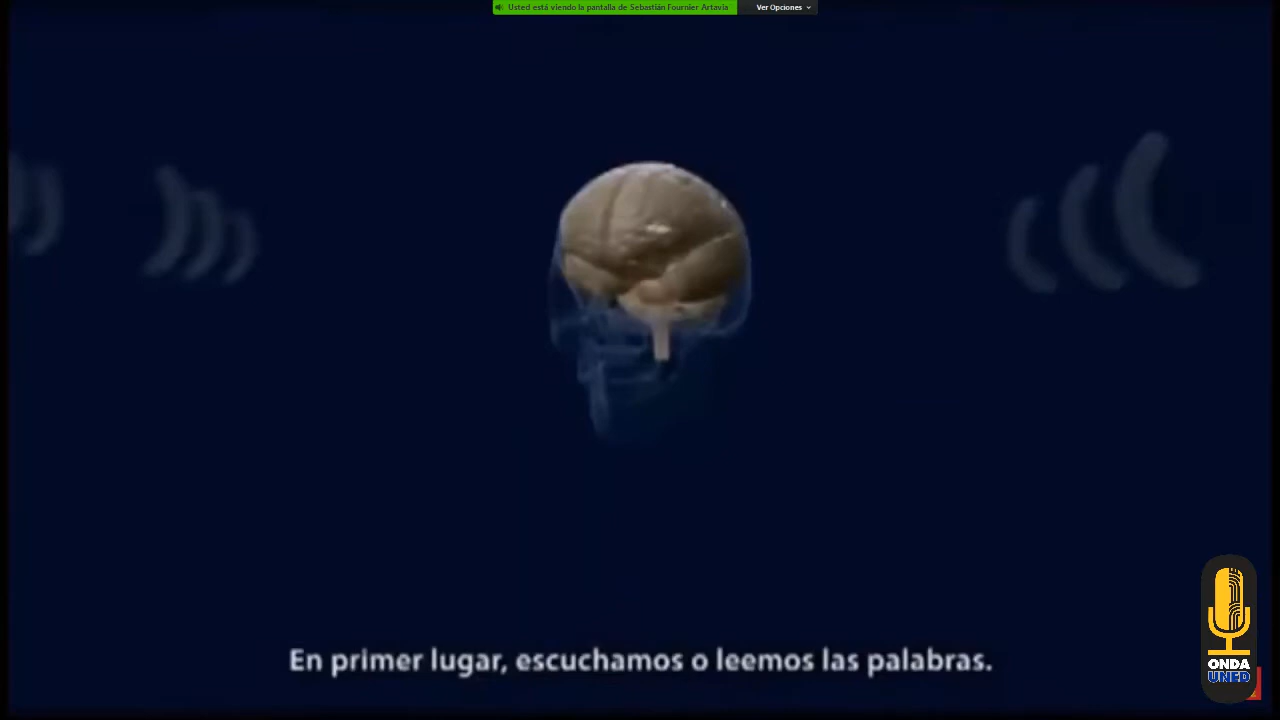 Usted está viendo la pantalla de Sebastián Fournier Artavia
Ver Opciones
En primer lugar, escuchamos o leemos las palabras.
ONDA
UNED